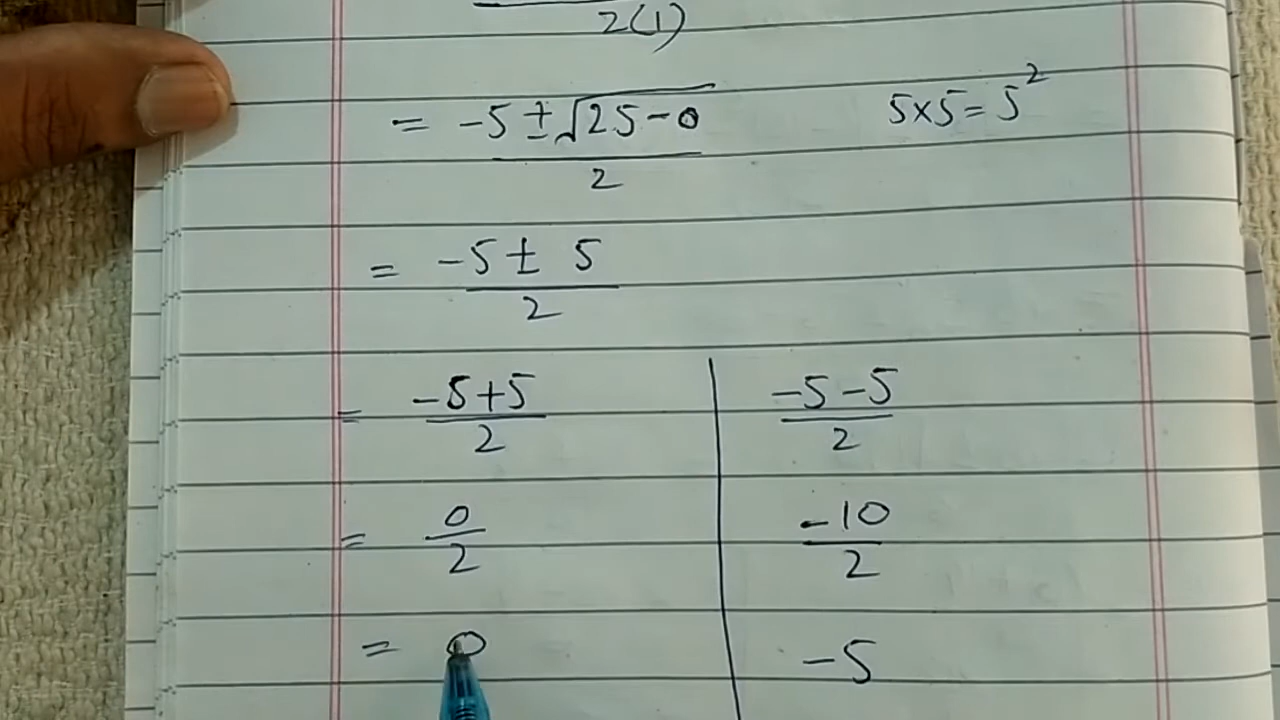 2(1)
= -5 ± √25-0 5×5=5²
2
= -5 ± 5
2
= -5+5 -5-5
2 2
= 0 -10
2 2
= 0 -5